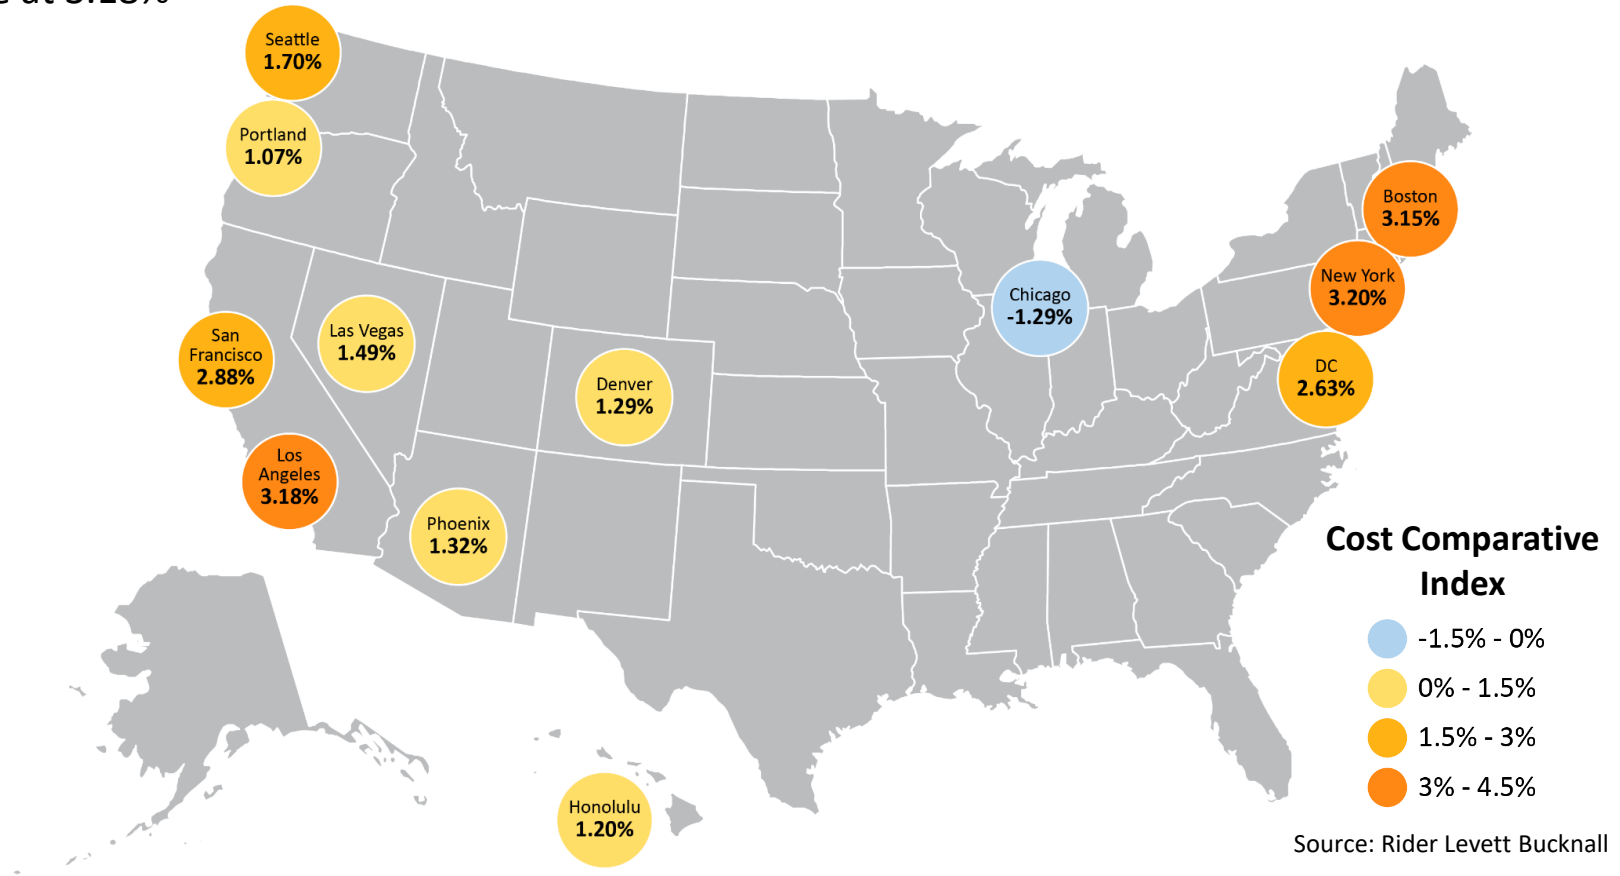 at 3.18%
Seattle
1.70%
Portland
1.07%
Boston
3.15%
New York
3.20%
Chicago
-1.29%
San
Francisco
2.88%
Las Vegas
1.49%
Denver
1.29%
DC
2.63%
Los
Angeles
3.18%
Phoenix
1.32%
Honolulu
1.20%
Cost Comparative
Index
-1.5% - 0%
0% - 1.5%
1.5% - 3%
3% - 4.5%
Source: Rider Levett Bucknall